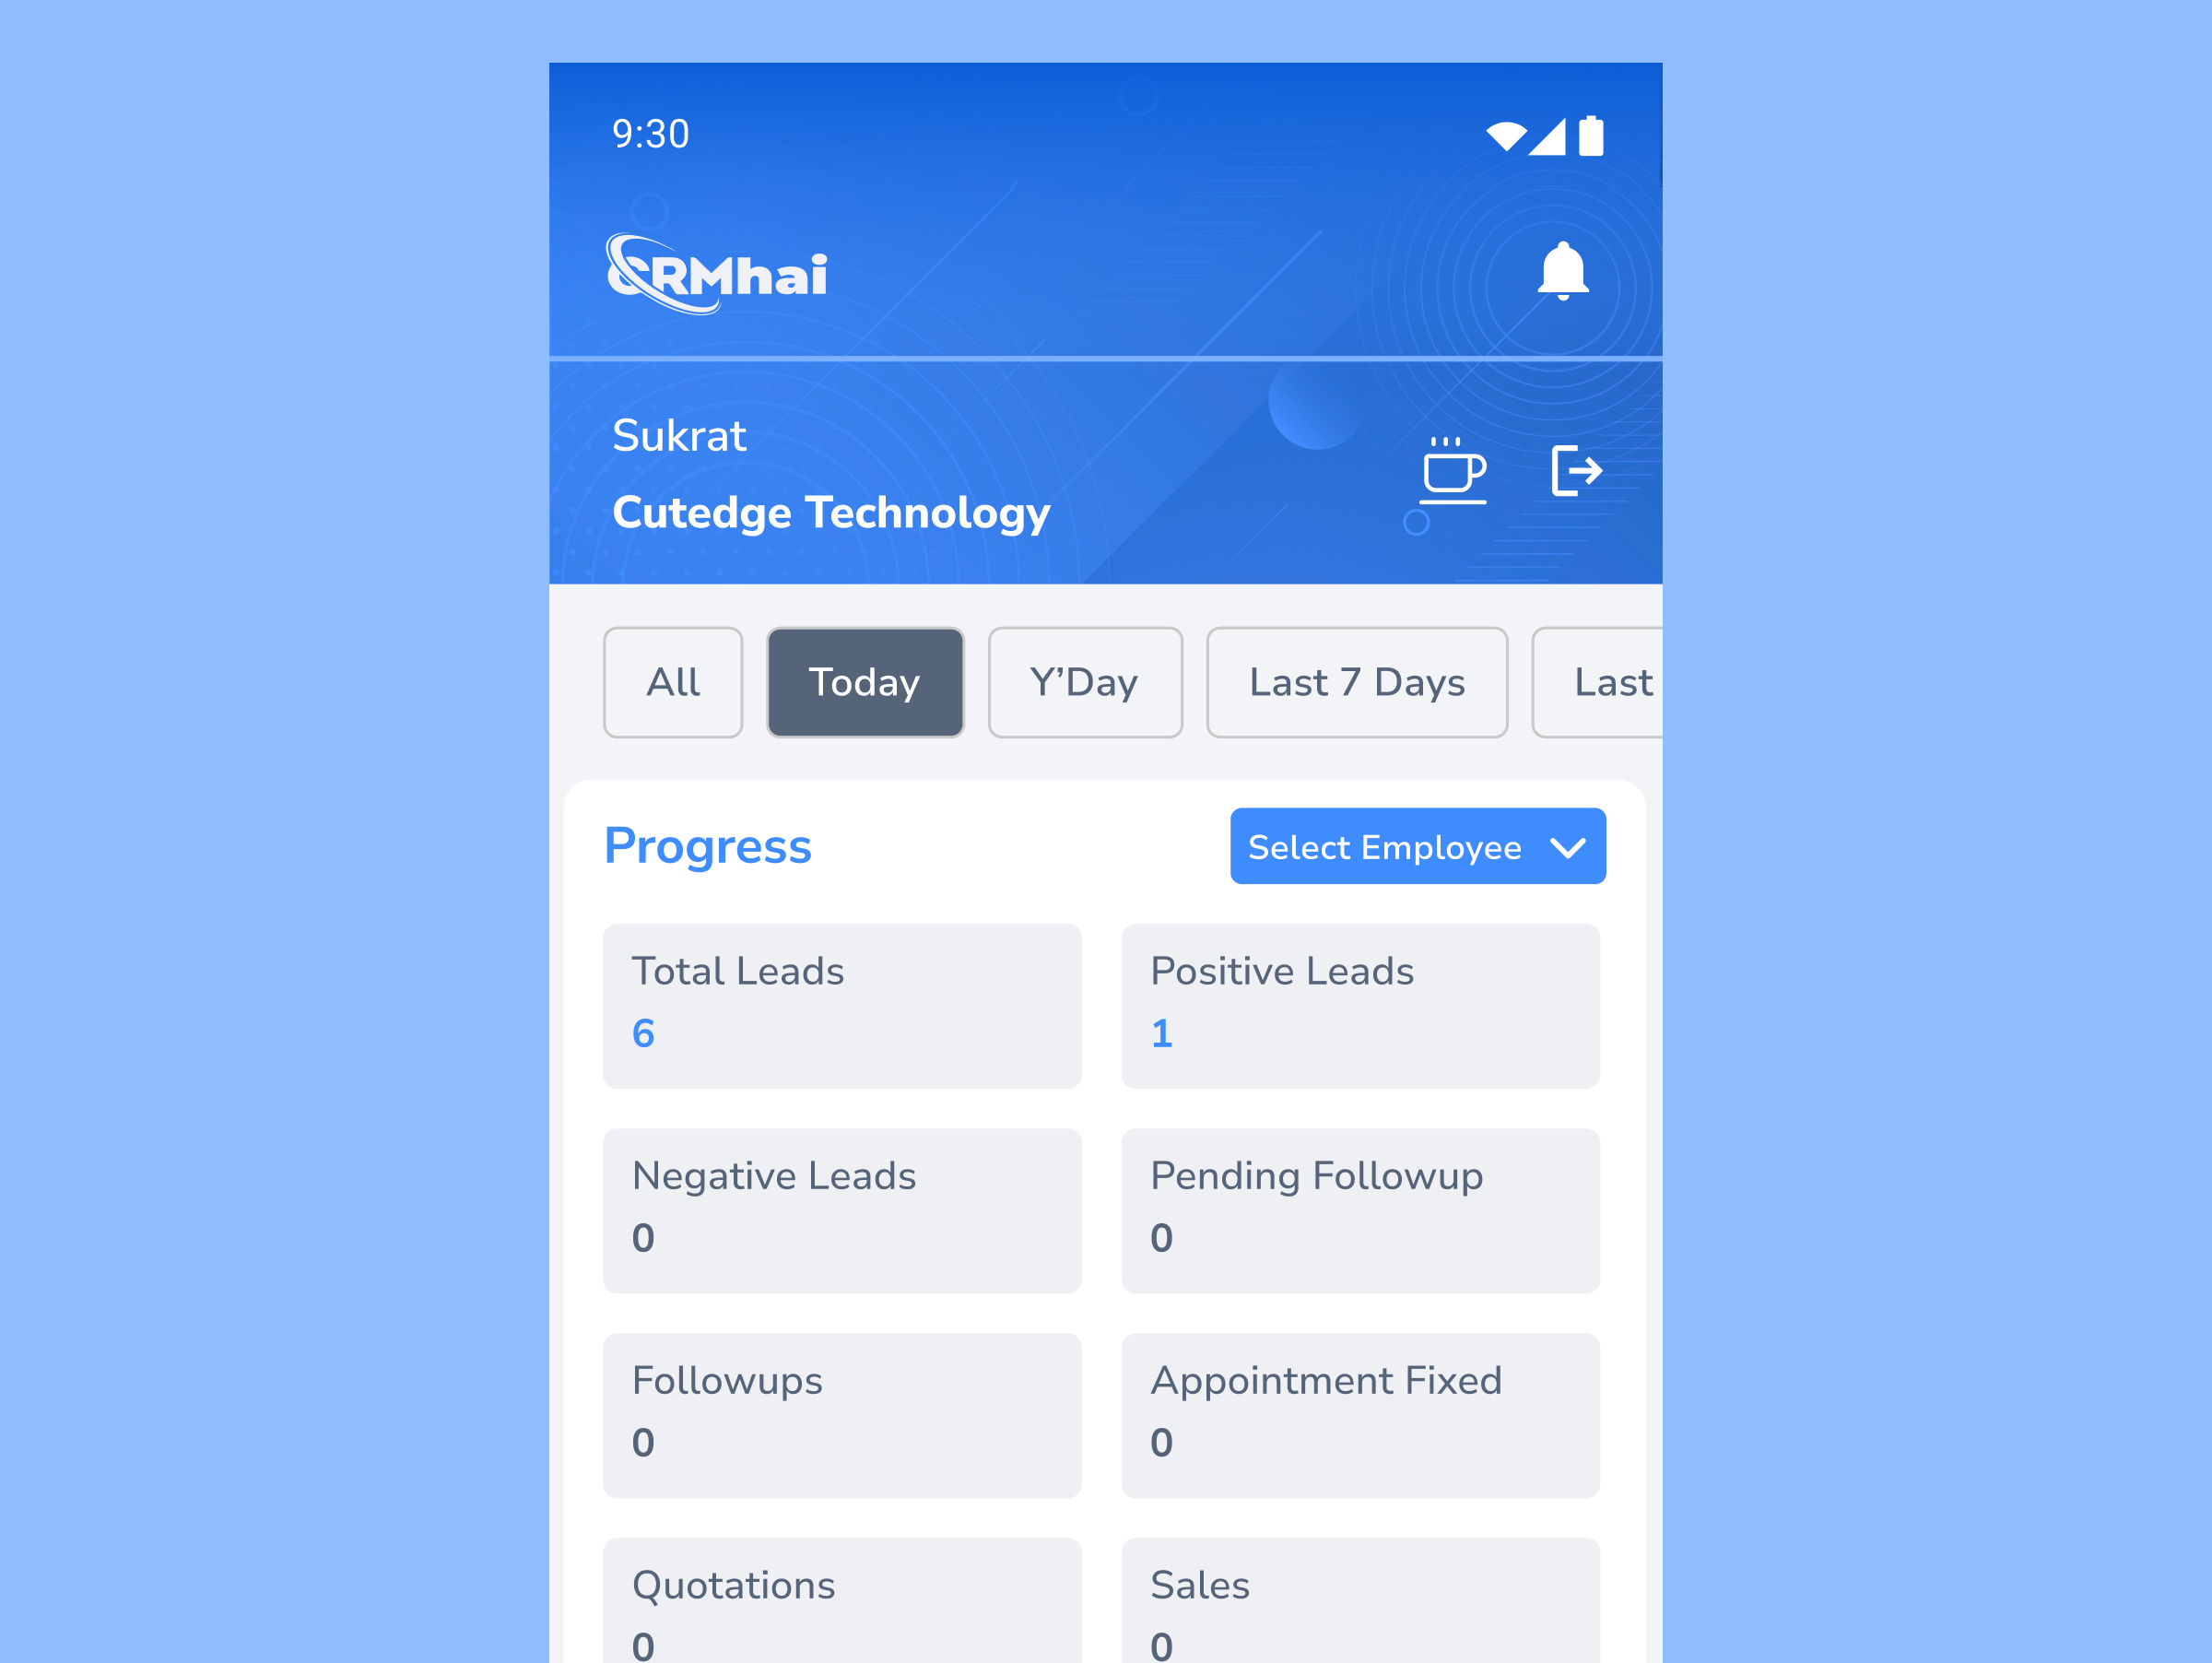 9:30
CRMhai
Sukrat
Cutedge Technology
All Today Y’Day Last 7 Days Last
Progress Select Employee
Total Leads Positive Leads
6 1
Negative Leads Pending Followup
0 0
Followups Appointment Fixed
0 0
Quotations Sales
0 0